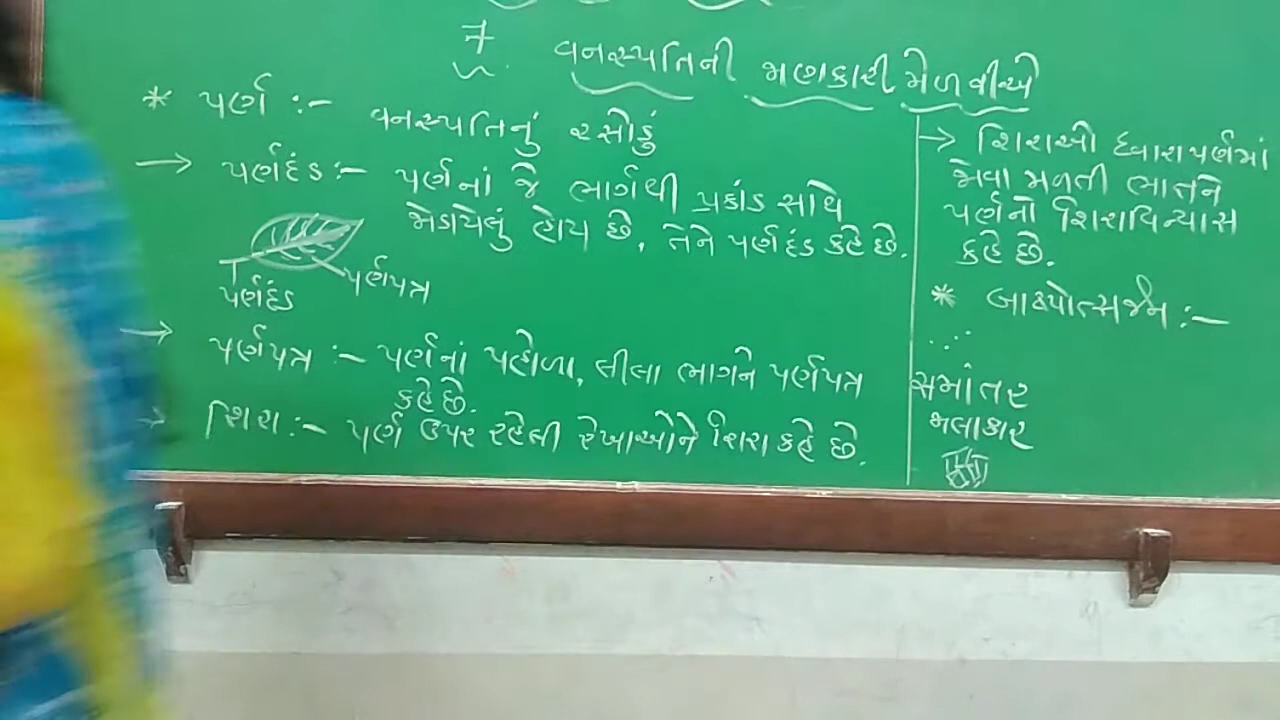 7
વનસ્પતિની જાણકારી મેળવીએ
* પર્ણ :- વનસ્પતિનું રસોડું
→ પર્ણદંડ :- પર્ણનાં જે ભાગથી પ્રકાંડ સાથે
જોડાયેલું હોય છે, તેને પર્ણદંડ કહે છે.
પર્ણપત્ર
પર્ણદંડ
→ પર્ણપત્ર :- પર્ણનાં પહોળા, લીલા ભાગને પર્ણપત્ર
કહે છે.
→ શિરા :- પર્ણ ઉપર રહેલી રેખાઓને શિરા કહે છે.
→ શિરાઓ દ્વારા પર્ણમાં
જોવા મળતી ભાતને
પર્ણનો શિરાવિન્યાસ
કહે છે.
* બાષ્પોત્સર્જન :-
સમાંતર
જાલાકાર